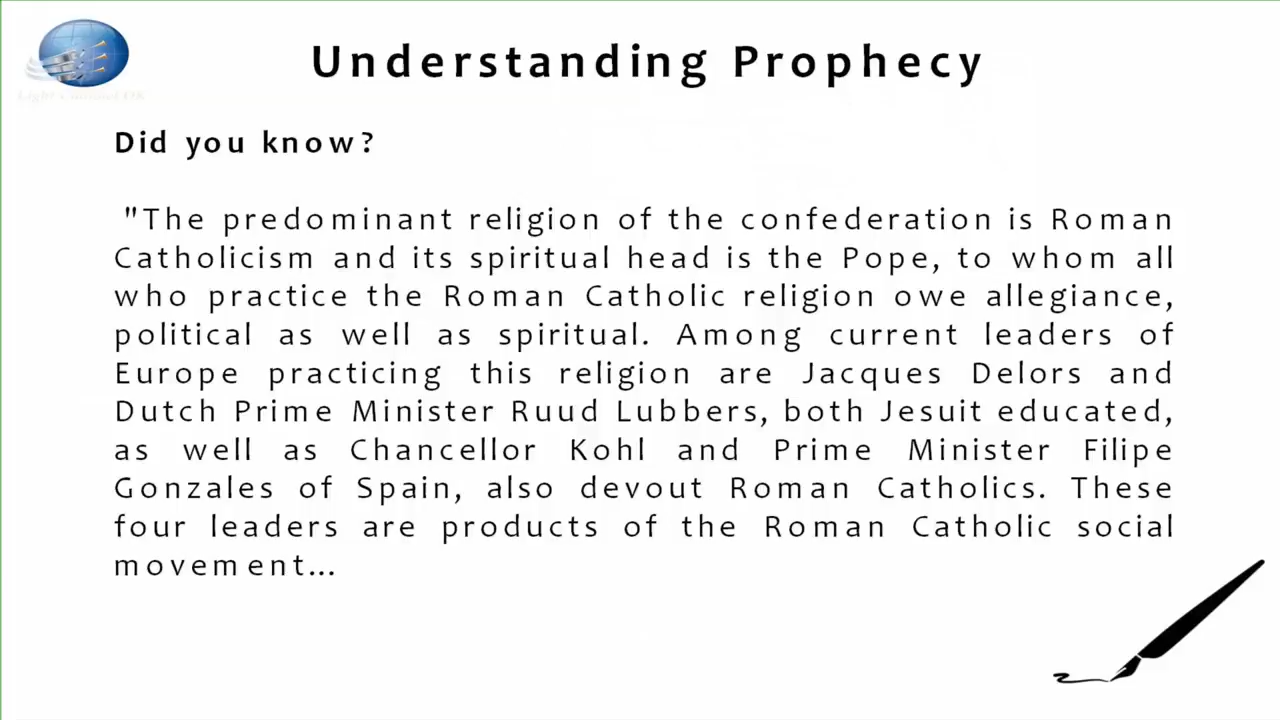 Understanding Prophecy
Did you know?
"The predominant religion of the confederation is Roman
Catholicism and its spiritual head is the Pope, to whom all
who practice the Roman Catholic religion owe allegiance,
political as well as spiritual. Among current leaders of
Europe practicing this religion are Jacques Delors and
Dutch Prime Minister Ruud Lubbers, both Jesuit educated,
as well as Chancellor Kohl and Prime Minister Filipe
Gonzales of Spain, also devout Roman Catholics. These
four leaders are products of the Roman Catholic social
movement...